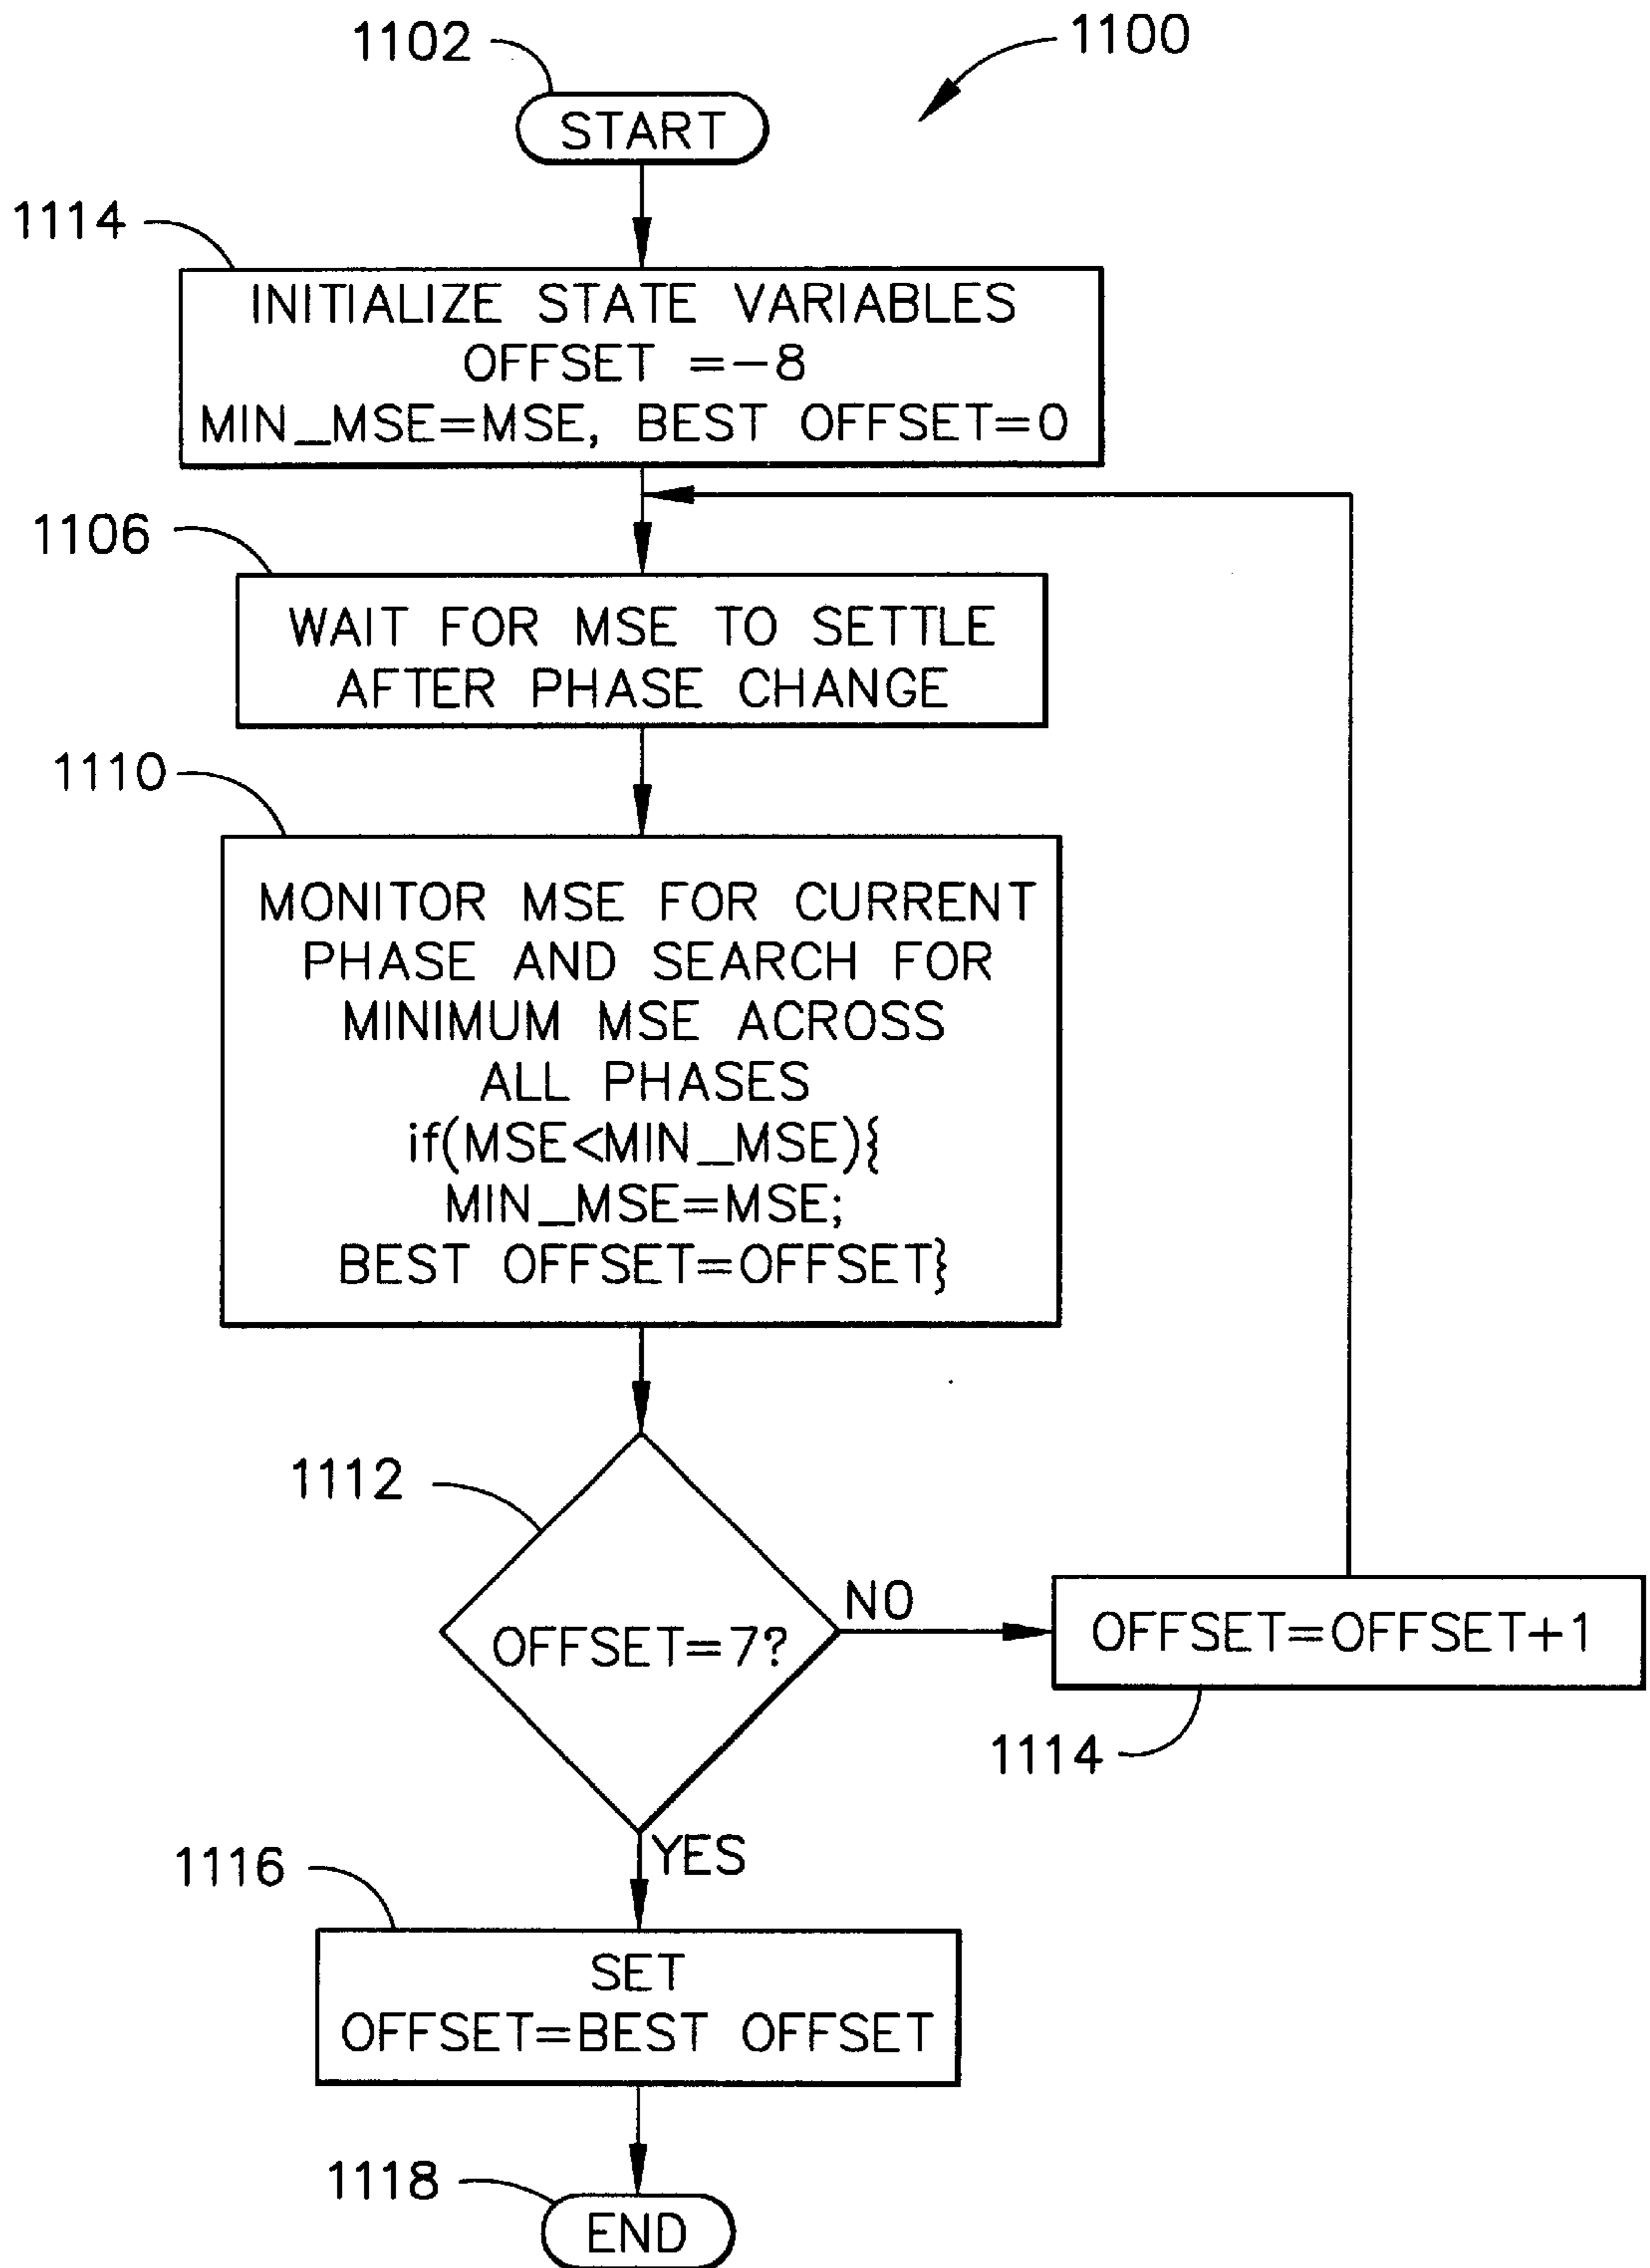 1102
1100
START
1114
INITIALIZE STATE VARIABLES
OFFSET =-8
MIN_MSE=MSE, BEST OFFSET=0
1106
WAIT FOR MSE TO SETTLE
AFTER PHASE CHANGE
1110
MONITOR MSE FOR CURRENT
PHASE AND SEARCH FOR
MINIMUM MSE ACROSS
ALL PHASES
if(MSE<MIN_MSE){
MIN_MSE=MSE;
BEST OFFSET=OFFSET}
1112
OFFSET=7?
NO
OFFSET=OFFSET+1
1114
YES
1116
SET
OFFSET=BEST OFFSET
1118
END